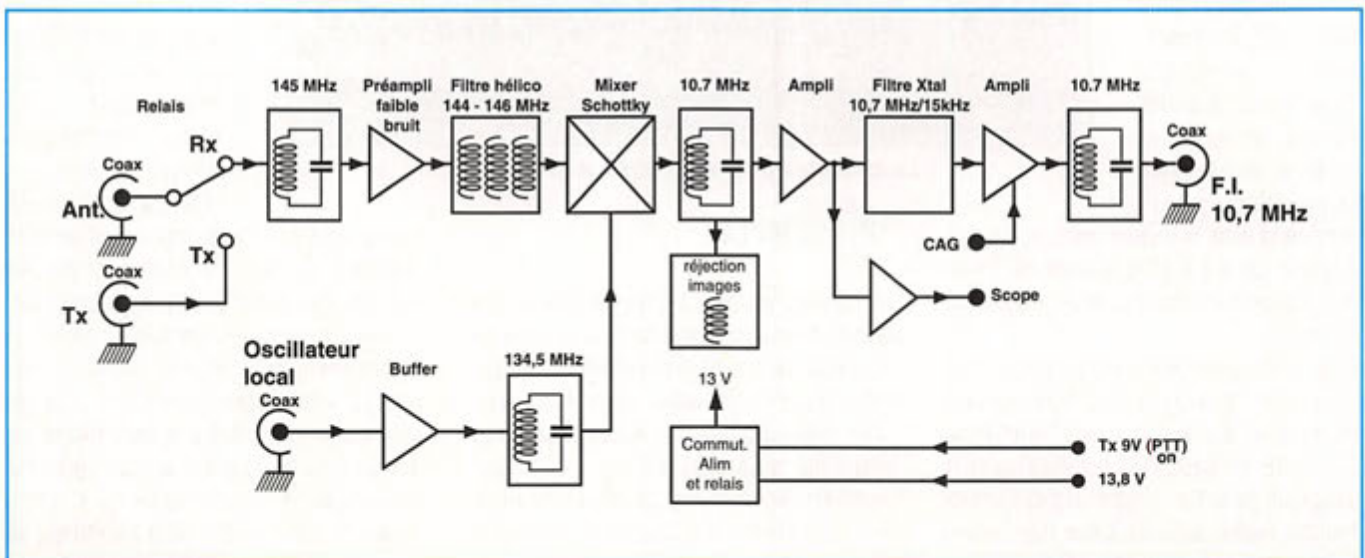 145 MHz
Préampli
faible
bruit
Filtre hélico
144 - 146 MHz
Mixer
Schottky
10.7 MHz
Ampli
Filtre Xtal
10,7 MHz/15kHz
Ampli
10.7 MHz
Relais
Rx
Coax
Ant.
Coax
F.I.
10,7 MHz
Tx
Coax
Tx
CAG
réjection
images
Scope
Oscillateur
local
Coax
Buffer
134,5 MHz
13 V
Commut.
Alim
et relais
Tx 9V (PTT)
on
13,8 V